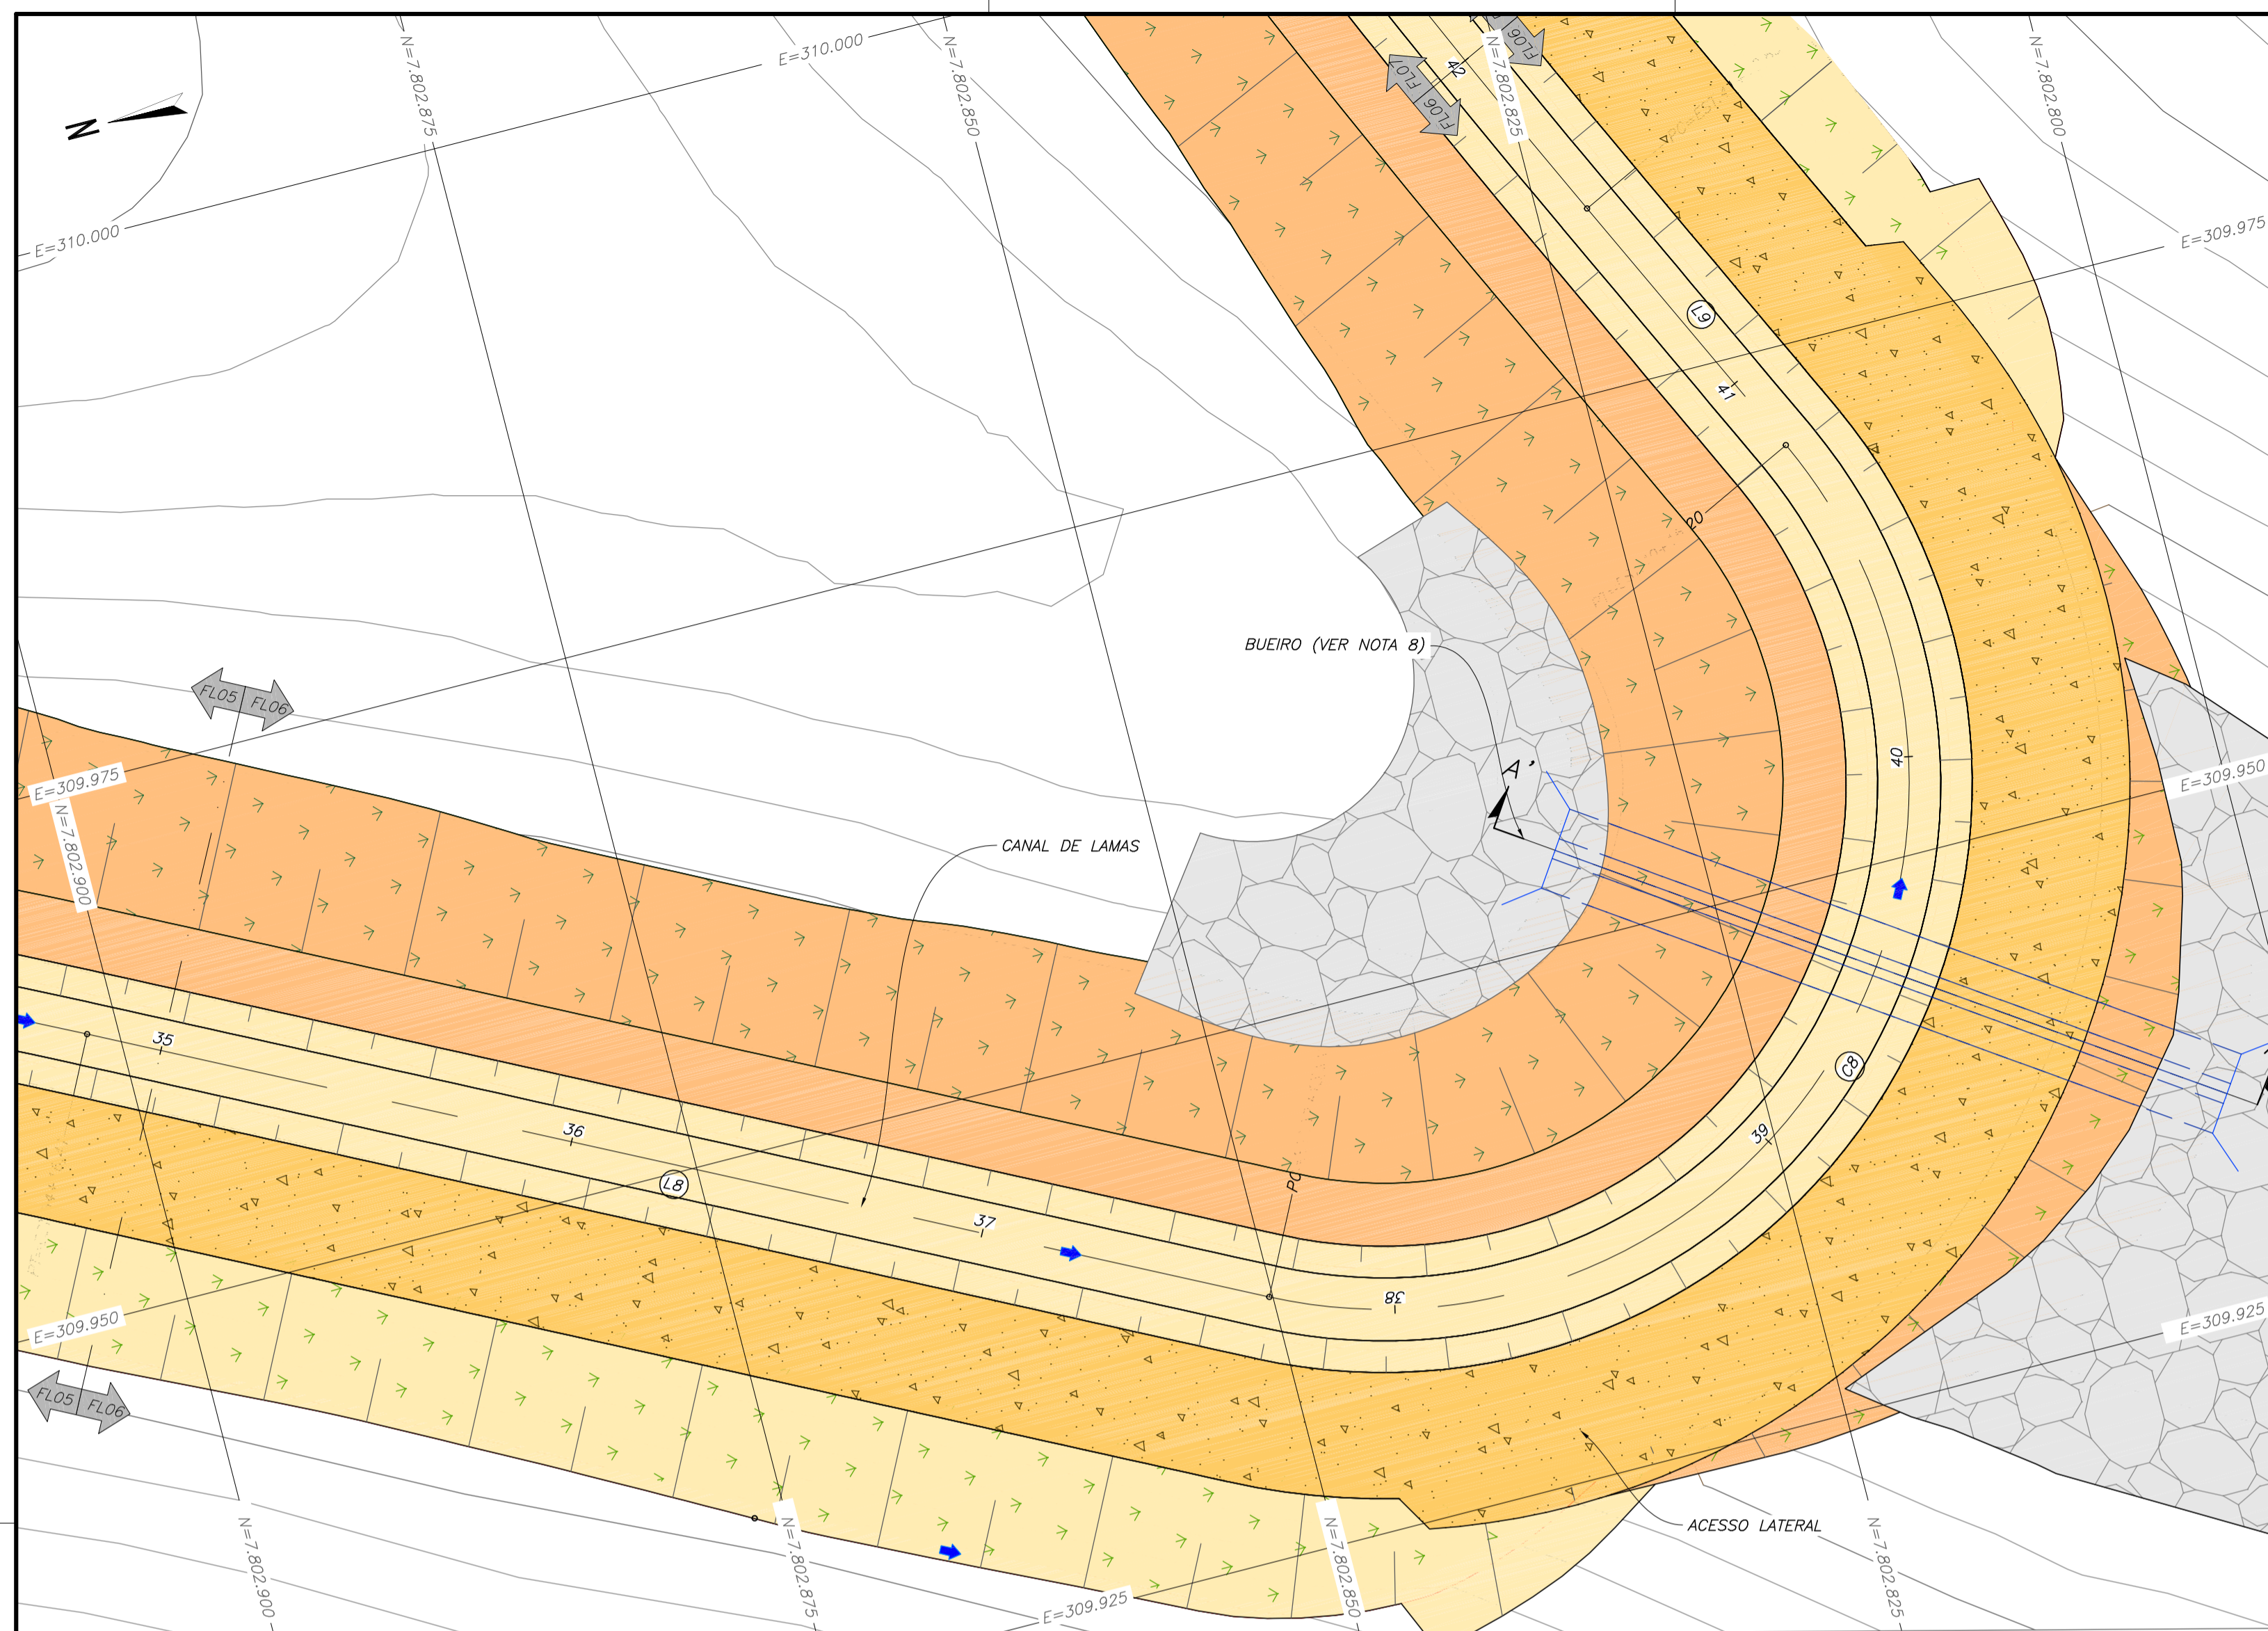 N=7.802.875
E=310.000
N=7.802.850
FL06
42
N=7.802.825
N=7.802.800
FL07
FL06
N
E=310.000
E=309.975
L9
41
20
BUEIRO (VER NOTA 8)
FL05
FL06
A'
40
E=309.975
E=309.950
N=7.802.900
CANAL DE LAMAS
35
C8
36
39
L8
PC
37
38
E=309.950
E=309.925
FL05
FL06
ACESSO LATERAL
N=7.802.900
N=7.802.875
N=7.802.850
N=7.802.825
E=309.925